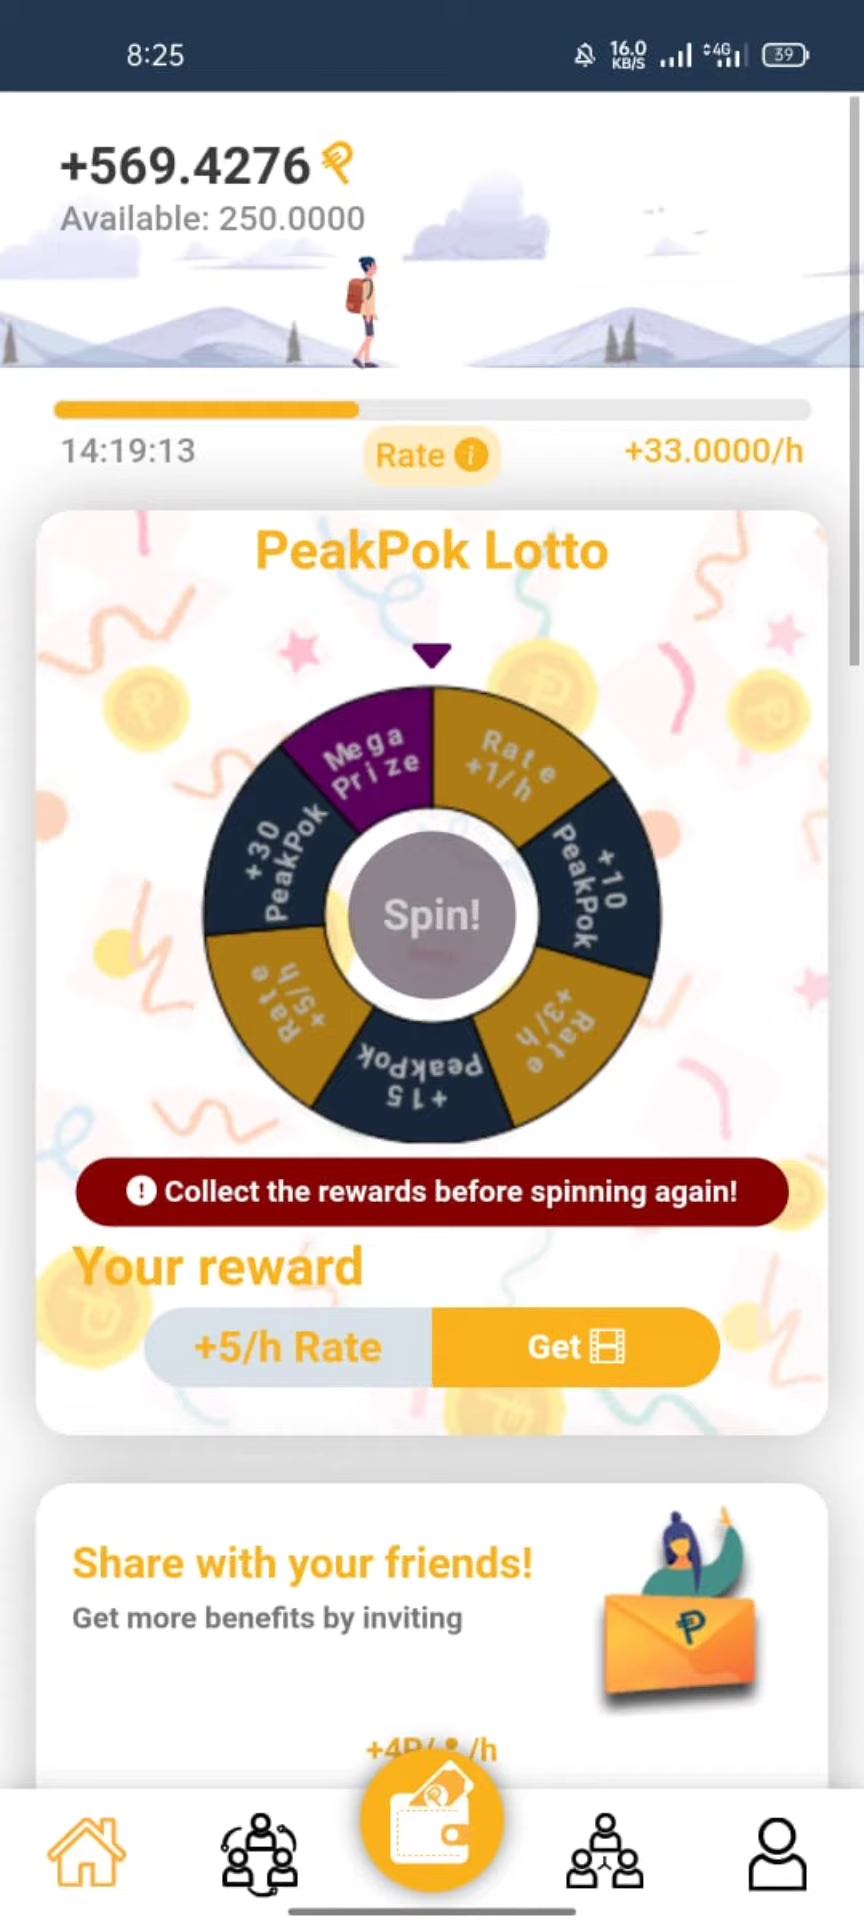 8:25
16.0
KB/S
4G
39
+569.4276
Available: 250.0000
14:19:13
Rate
+33.0000/h
PeakPok Lotto
Mega
Prize
Rate
+1/h
+10
PeakPok
Rate
+3/h
+15
PeakPok
Rate
+5/h
+30
PeakPok
Spin!
Collect the rewards before spinning again!
Your reward
+5/h Rate
Get
Share with your friends!
Get more benefits by inviting
/h